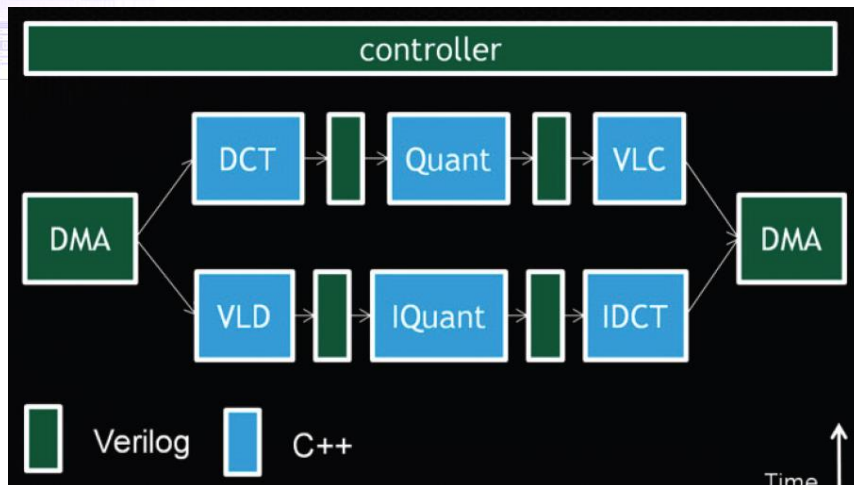 controller
DCT
Quant
VLC
DMA
DMA
VLD
IQuant
IDCT
Verilog
C++
Time